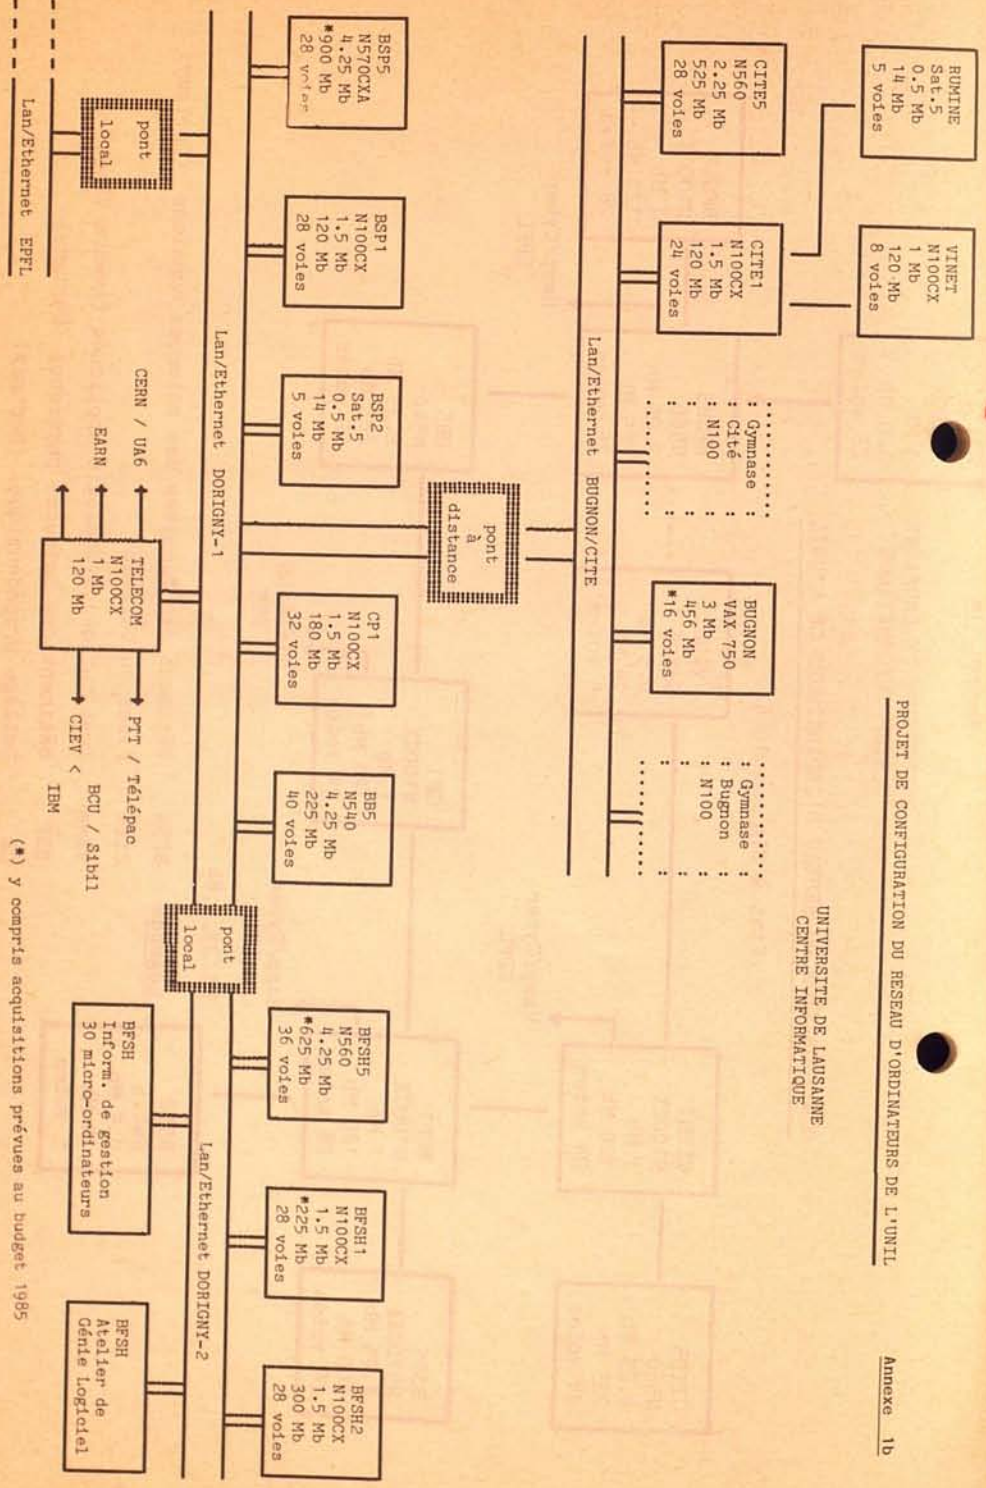 Annexe 1b
PROJET DE CONFIGURATION DU RESEAU D'ORDINATEURS DE L'UNIL
UNIVERSITE DE LAUSANNE
CENTRE INFORMATIQUE
RUMINE
Sat.5
0.5 Mb
14 Mb
5 voies
VINET
N100CX
1 Mb
120 Mb
8 voies
CITE5
N560
2.25 Mb
525 Mb
28 voies
CITE1
N100CX
1.5 Mb
120 Mb
24 voies
: Gymnase :
: Cité :
: N100 :
BUGNON
VAX 750
3 Mb
456 Mb
*16 voies
: Gymnase :
: Bugnon :
: N100 :
Lan/Ethernet BUGNON/CITE
pont
à
distance
BSP5
N570CXA
4.25 Mb
*900 Mb
28 voies
BSP1
N100CX
1.5 Mb
120 Mb
28 voies
BSP2
Sat.5
0.5 Mb
14 Mb
5 voies
CP1
N100CX
1.5 Mb
180 Mb
32 voies
BB5
N540
4.25 Mb
225 Mb
40 voies
BFSH5
N560
4.25 Mb
*625 Mb
36 voies
BFSH1
N100CX
1.5 Mb
*225 Mb
28 voies
BFSH2
N100CX
1.5 Mb
300 Mb
28 voies
Lan/Ethernet DORIGNY-1
pont
local
Lan/Ethernet DORIGNY-2
pont
local
Lan/Ethernet EPFL
CERN / UA6
EARN
TELECOM
N100CX
1 Mb
120 Mb
PTT / Télépac
BCU / Sibil
CIEV <
IBM
BFSH
Inform. de gestion
30 micro-ordinateurs
BFSH
Atelier de
Génie Logiciel
(*) y compris acquisitions prévues au budget 1985